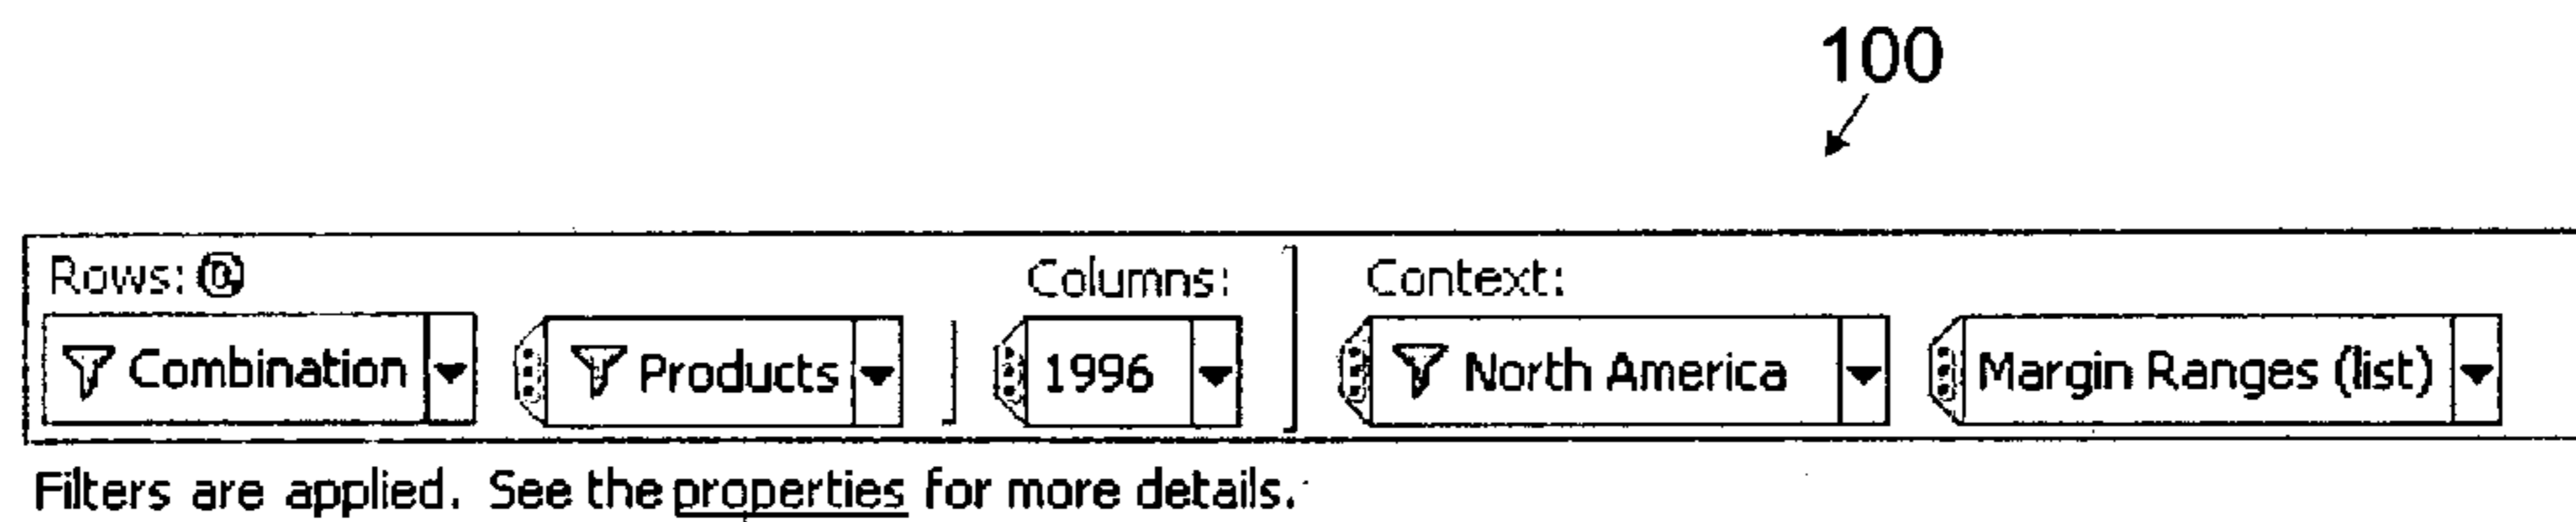 100
Rows: Columns: Context:
Combination Products 1996 North America Margin Ranges (list)
Filters are applied. See the properties for more details.